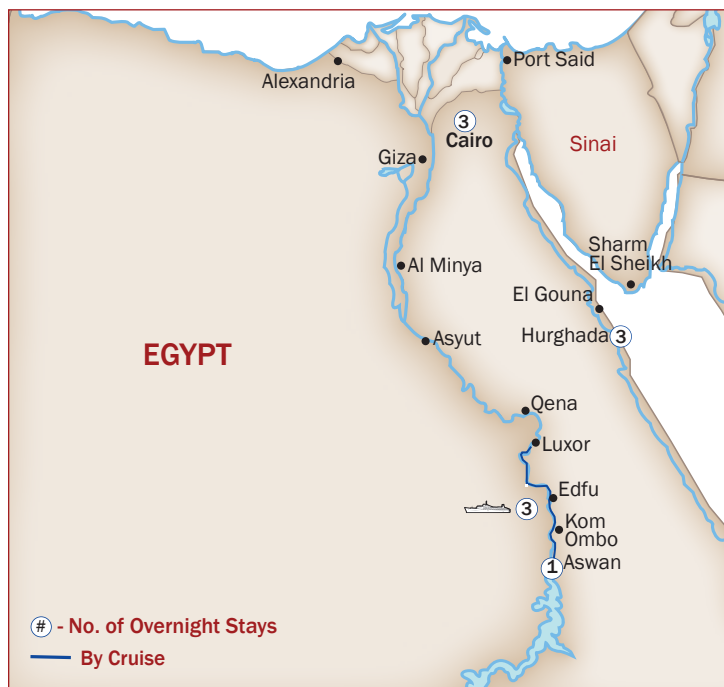 Alexandria
Port Said
3
Cairo
Giza
Sinai
Al Minya
Sharm
El Sheikh
El Gouna
Asyut
Hurghada 3
EGYPT
Qena
Luxor
Edfu
3
Kom
Ombo
1 Aswan
# - No. of Overnight Stays
By Cruise